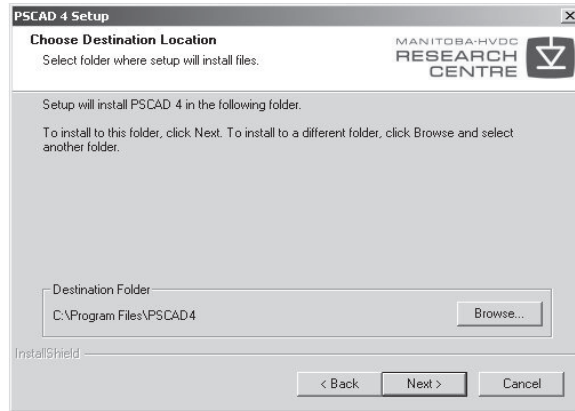 PSCAD 4 Setup
Choose Destination Location
Select folder where setup will install files.
MANITOBA-HVDC
RESEARCH
CENTRE
Setup will install PSCAD 4 in the following folder.
To install to this folder, click Next. To install to a different folder, click Browse and select
another folder.
Destination Folder
C:\Program Files\PSCAD4
Browse...
InstallShield
< Back
Next >
Cancel